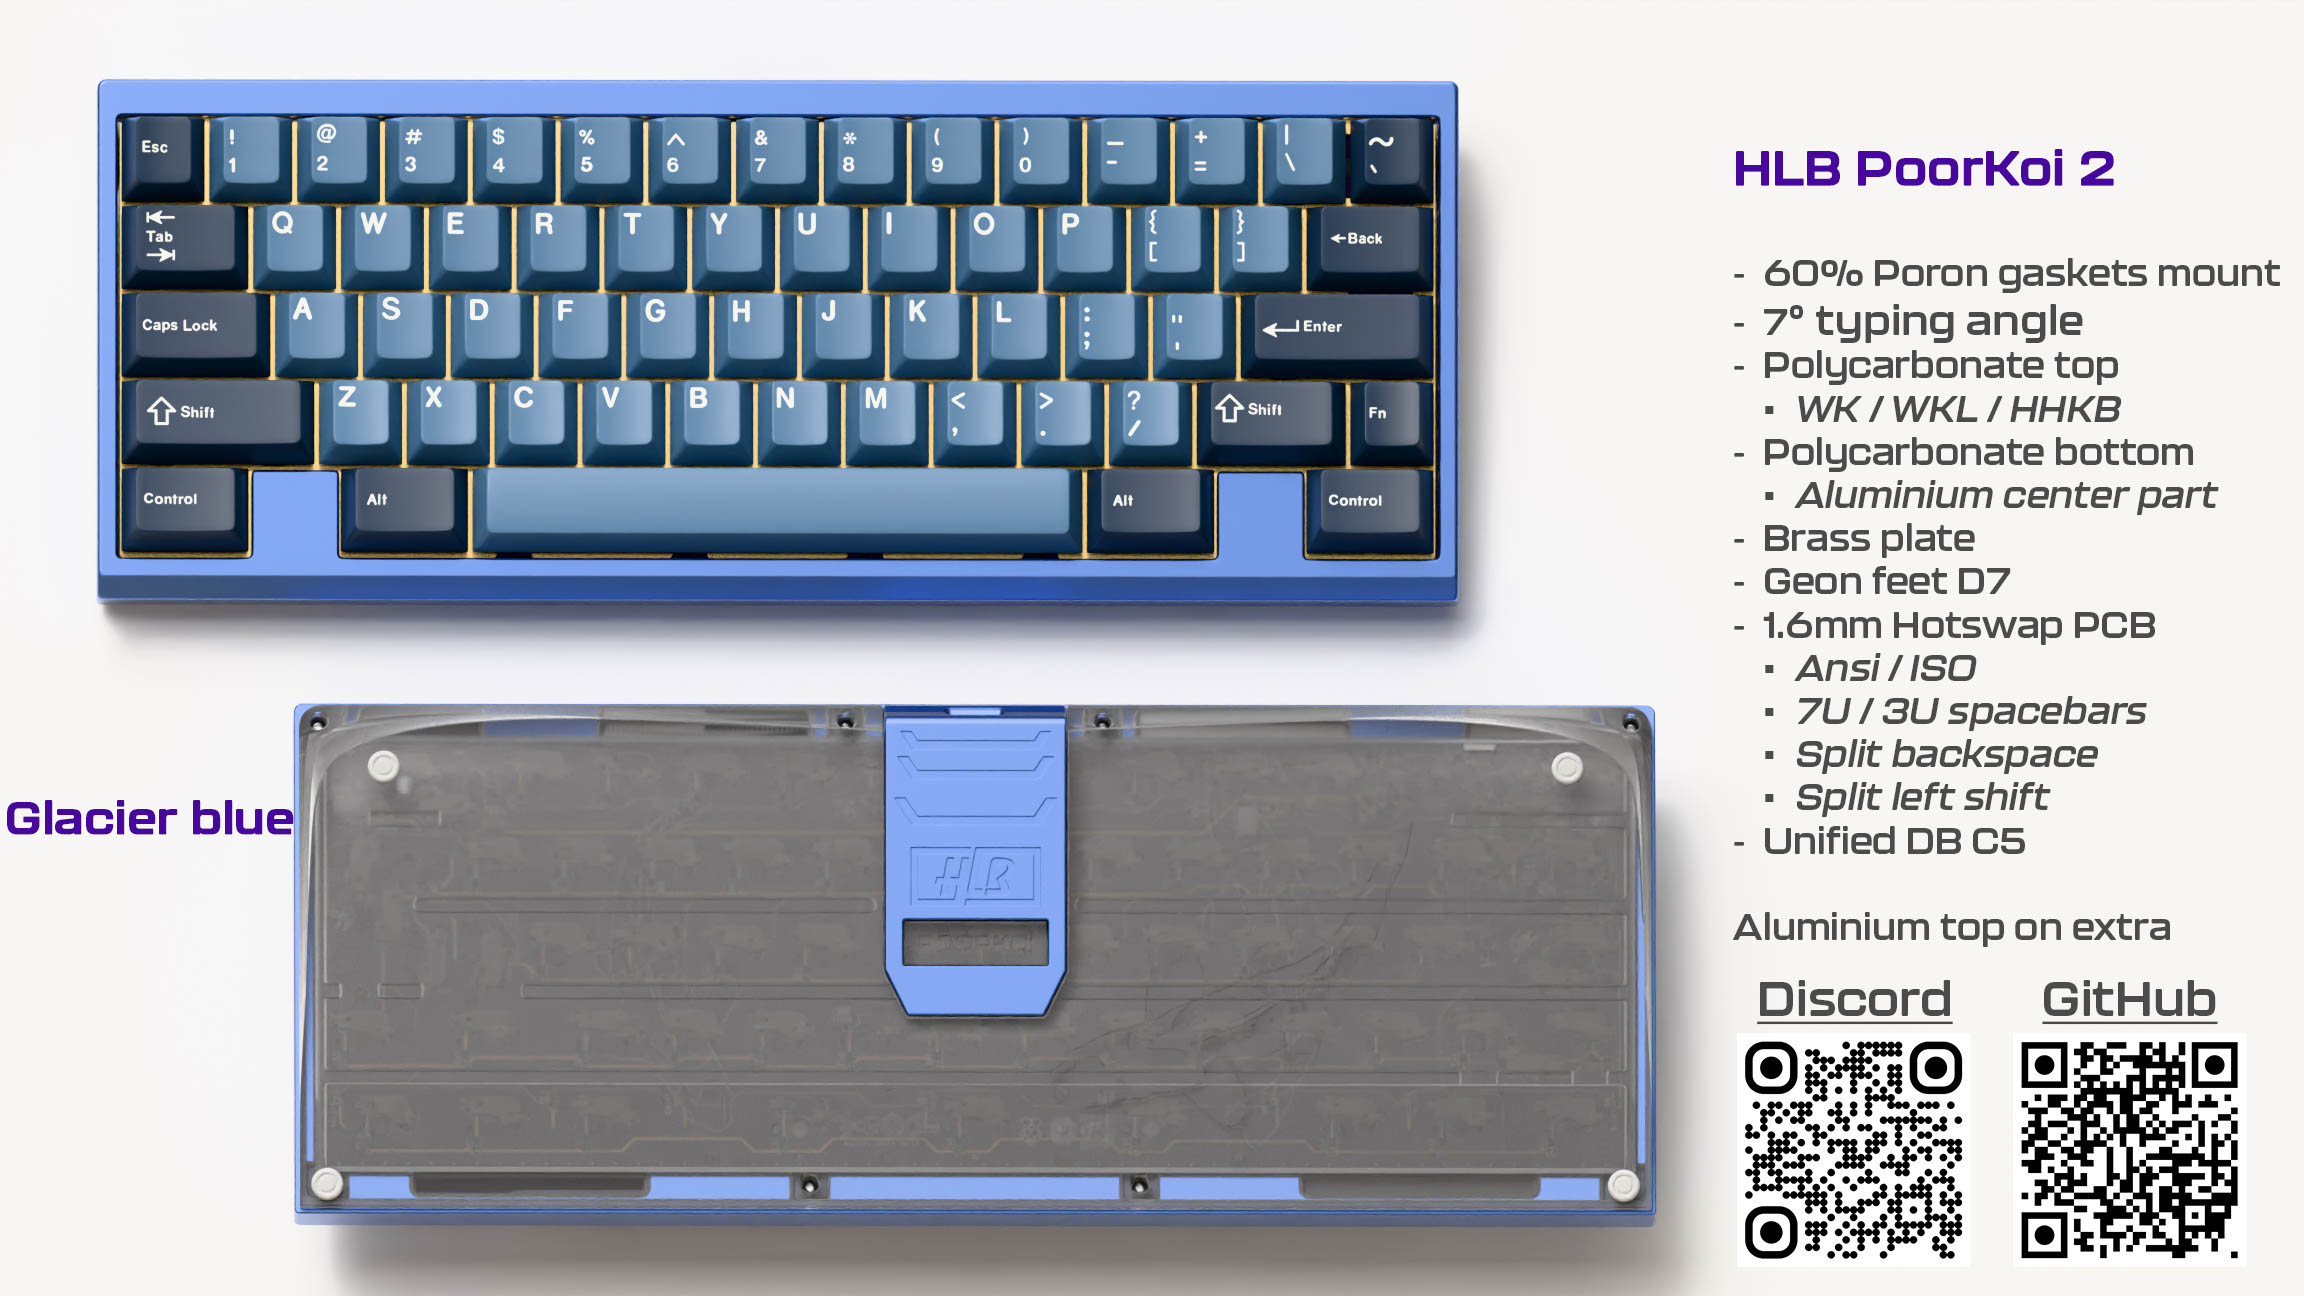 Esc ! 1 @ 2 # 3 $ 4 % 5 ^ 6 & 7 * 8 ( 9 ) 0 _ - + = | \ ~ `
Tab Q W E R T Y U I O P { [ } ] ←Back
Caps Lock A S D F G H J K L : ; " ' Enter
Shift Z X C V B N M < , > . ? / Shift Fn
Control Alt Alt Control
Glacier blue
HLB
HLB PoorKoi 2
- 60% Poron gaskets mount
- 7° typing angle
- Polycarbonate top
▪ WK / WKL / HHKB
- Polycarbonate bottom
▪ Aluminium center part
- Brass plate
- Geon feet D7
- 1.6mm Hotswap PCB
▪ Ansi / ISO
▪ 7U / 3U spacebars
▪ Split backspace
▪ Split left shift
- Unified DB C5
Aluminium top on extra
Discord GitHub